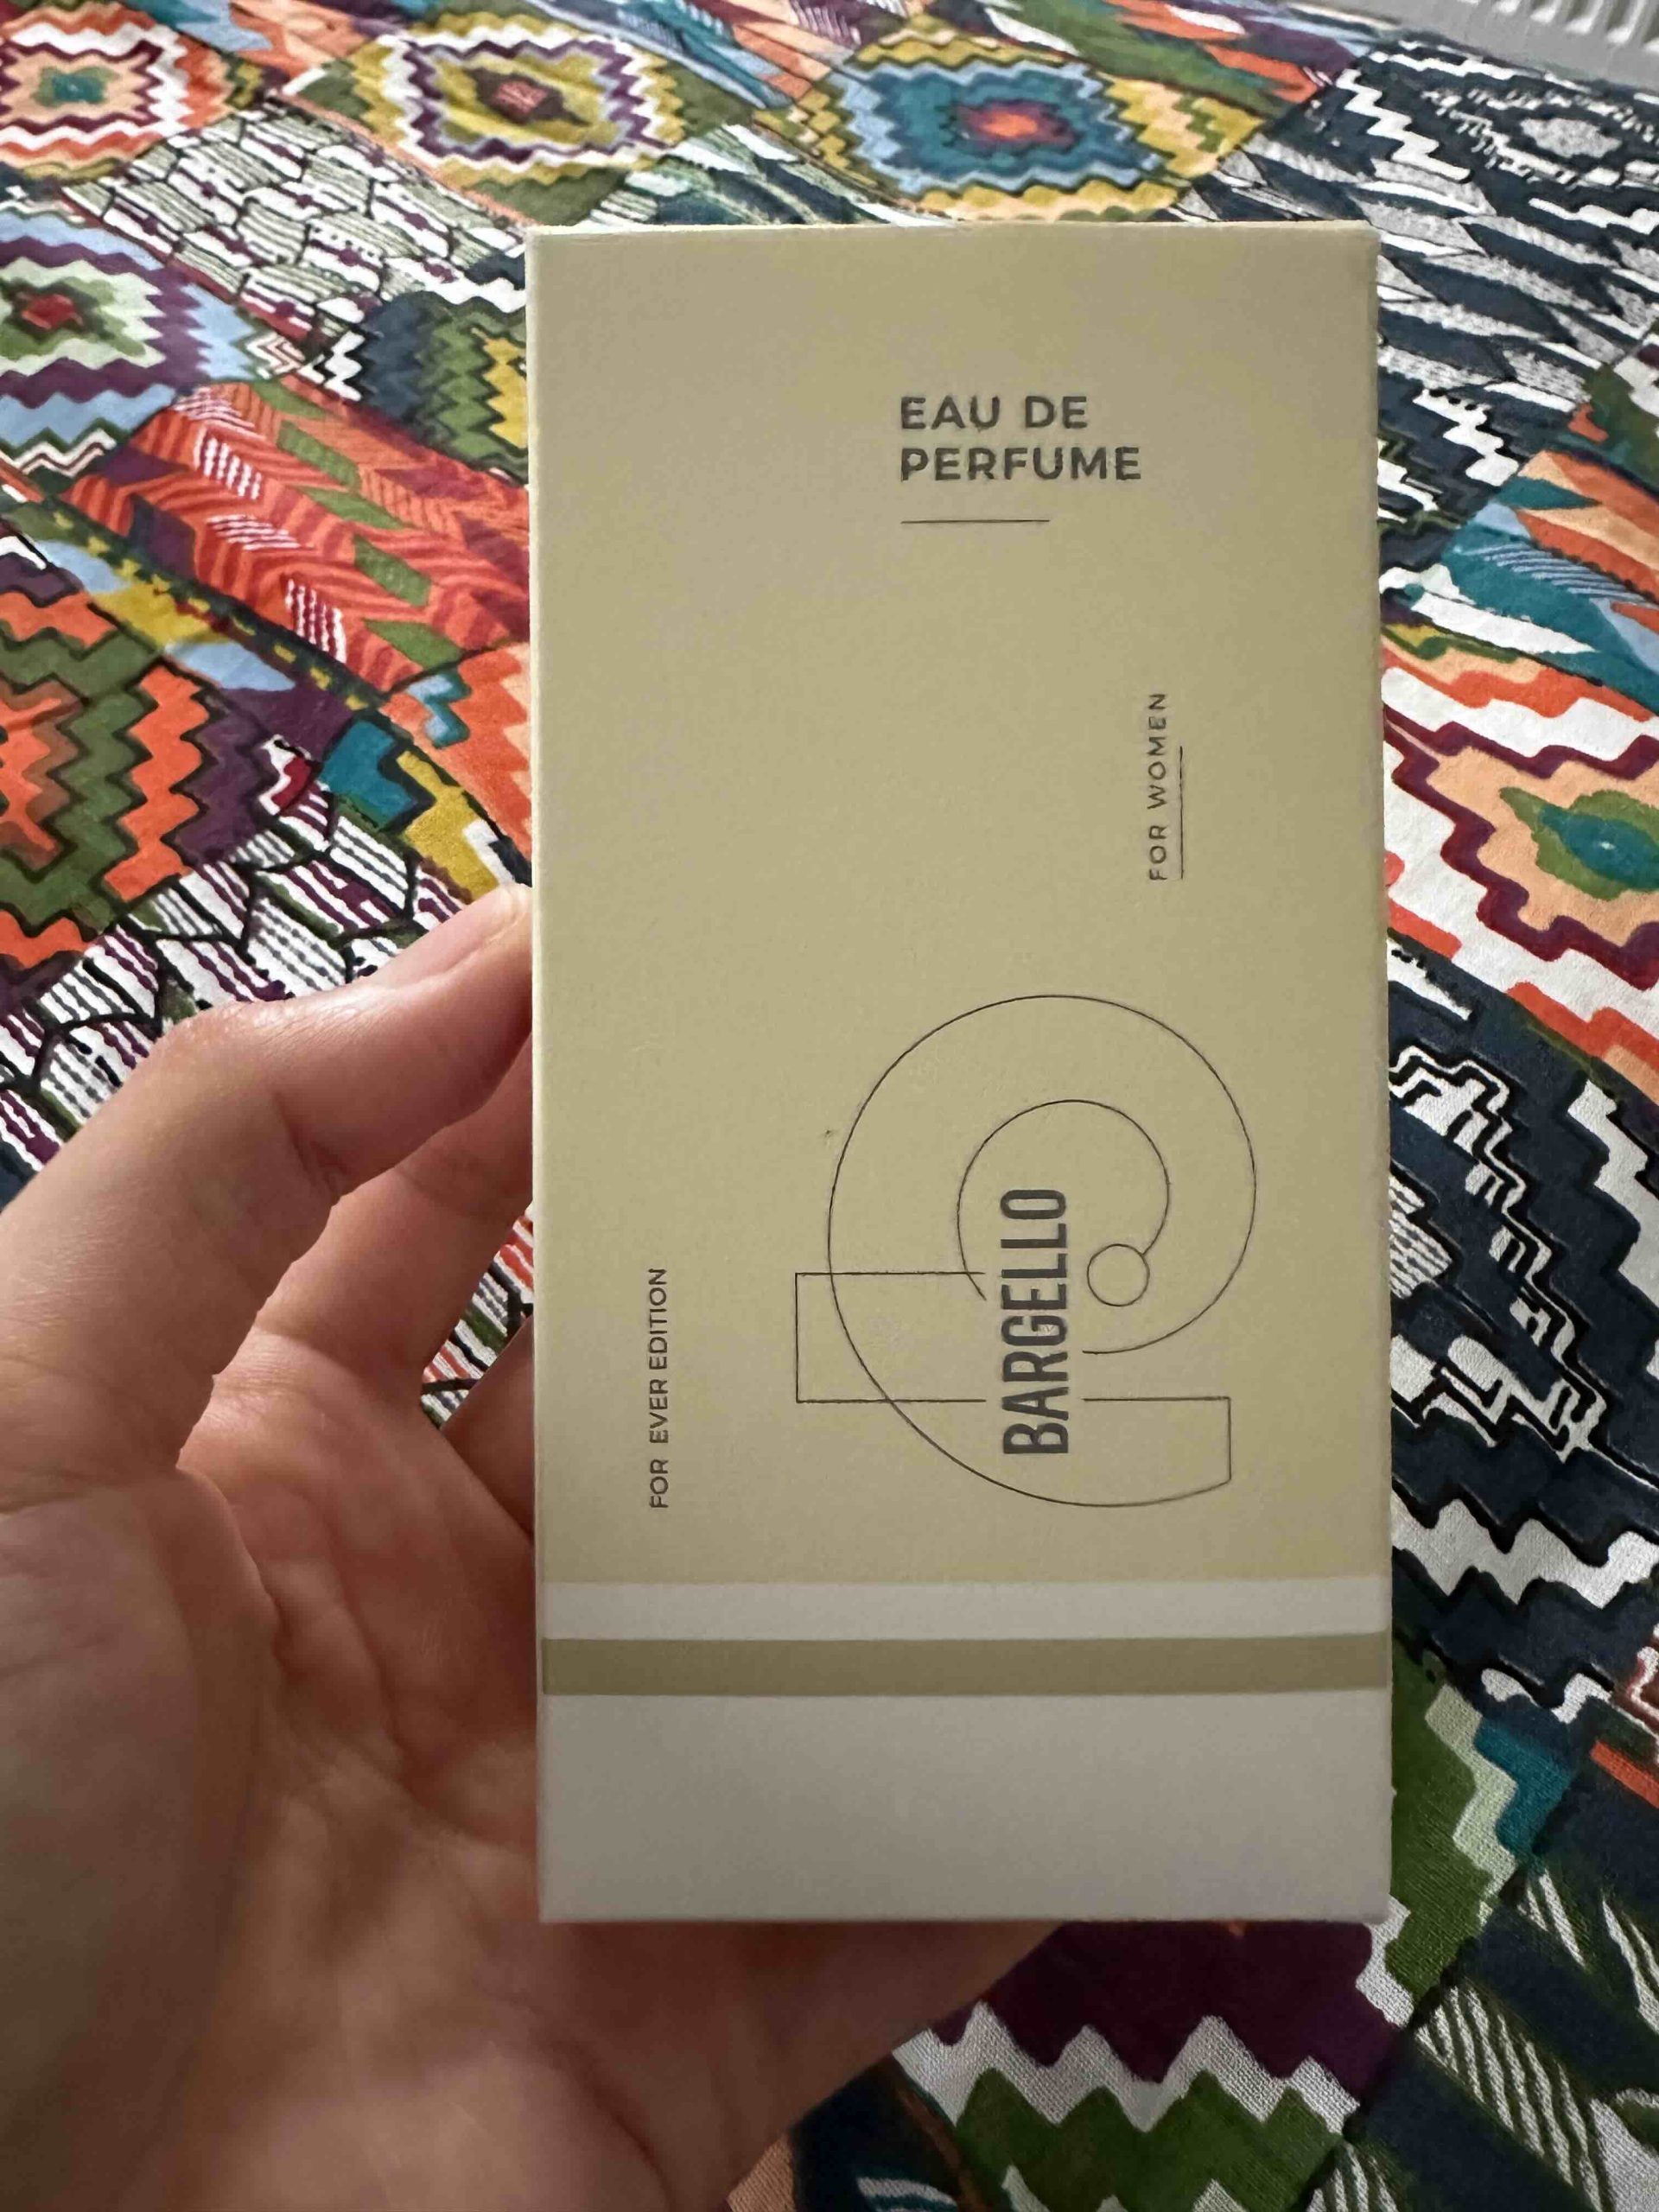 EAU DE
PERFUME
FOR WOMEN
BARGELLO
FOR EVER EDITION